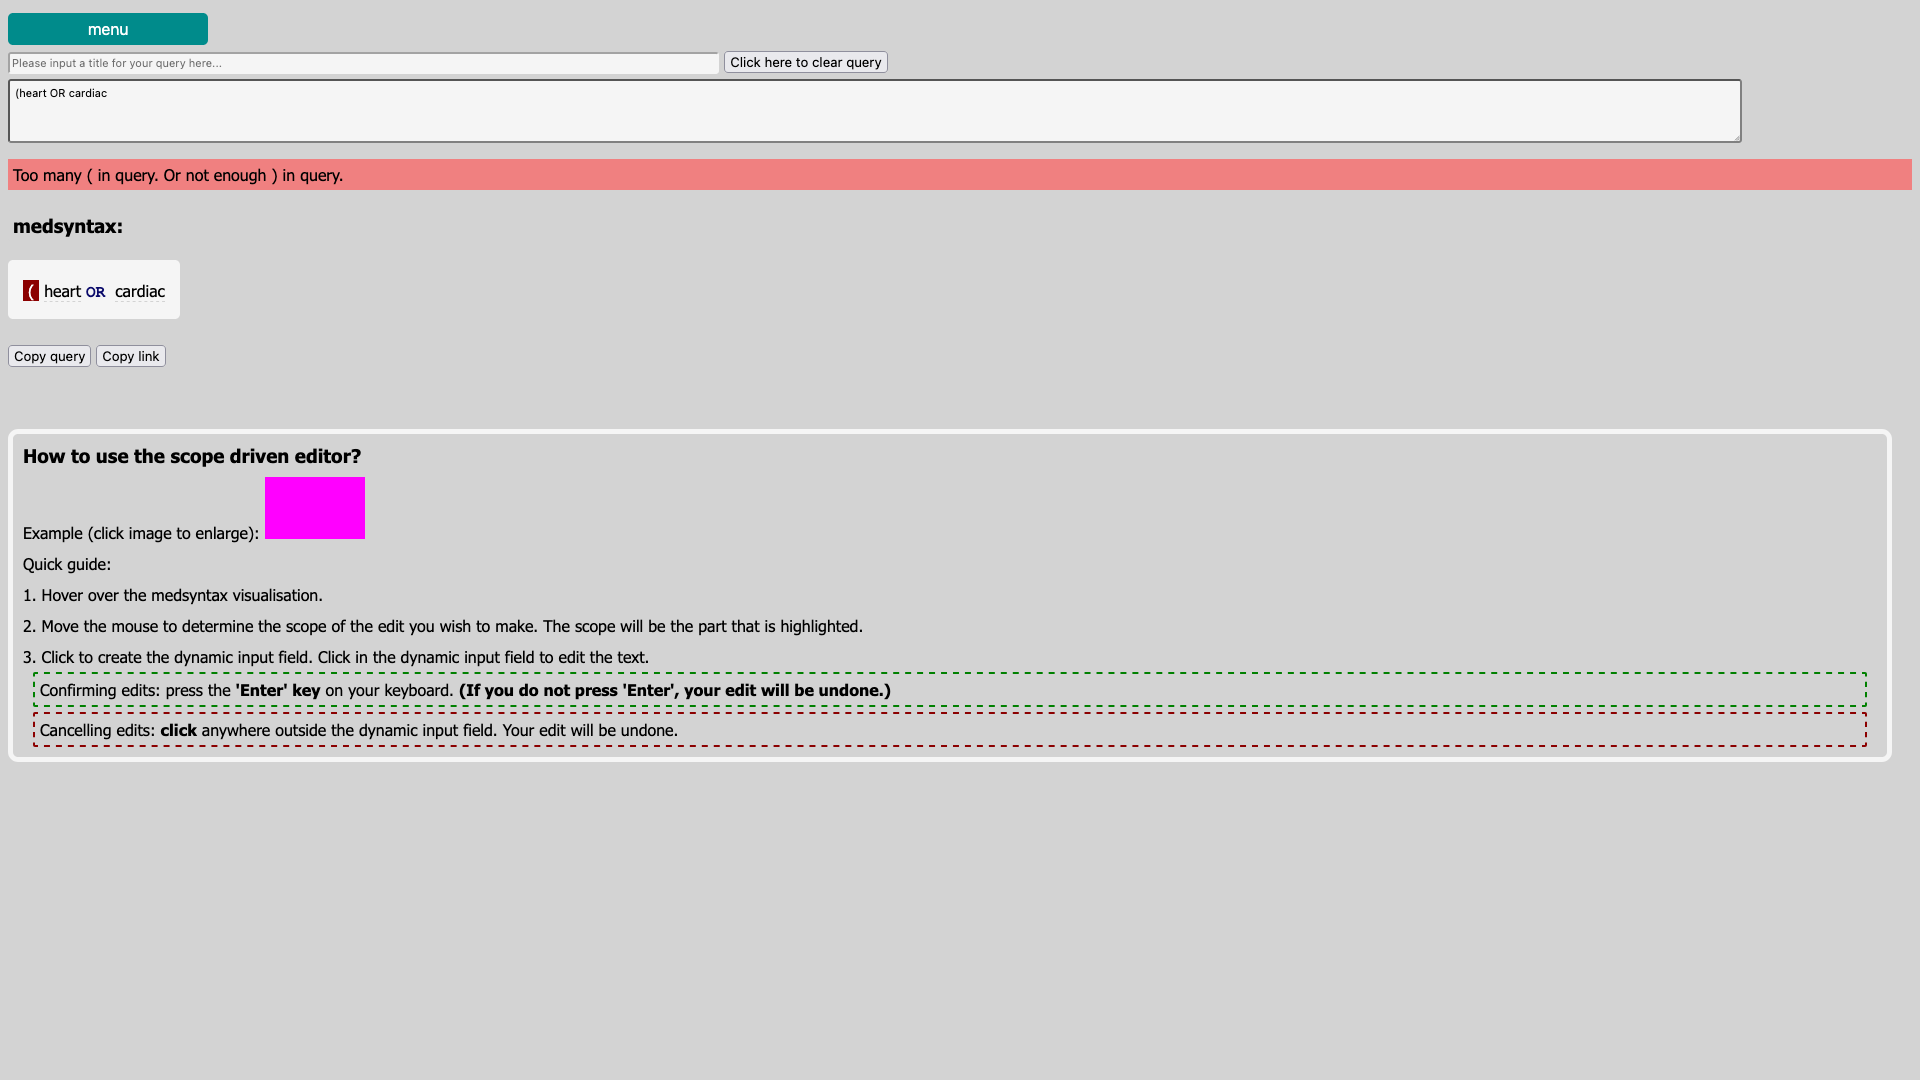 menu
Please input a title for your query here... Click here to clear query
(heart OR cardiac
Too many ( in query. Or not enough ) in query.
medsyntax:
( heart OR cardiac
Copy query Copy link
How to use the scope driven editor?
Example (click image to enlarge):
Quick guide:
1. Hover over the medsyntax visualisation.
2. Move the mouse to determine the scope of the edit you wish to make. The scope will be the part that is highlighted.
3. Click to create the dynamic input field. Click in the dynamic input field to edit the text.
Confirming edits: press the 'Enter' key on your keyboard. (If you do not press 'Enter', your edit will be undone.)
Cancelling edits: click anywhere outside the dynamic input field. Your edit will be undone.